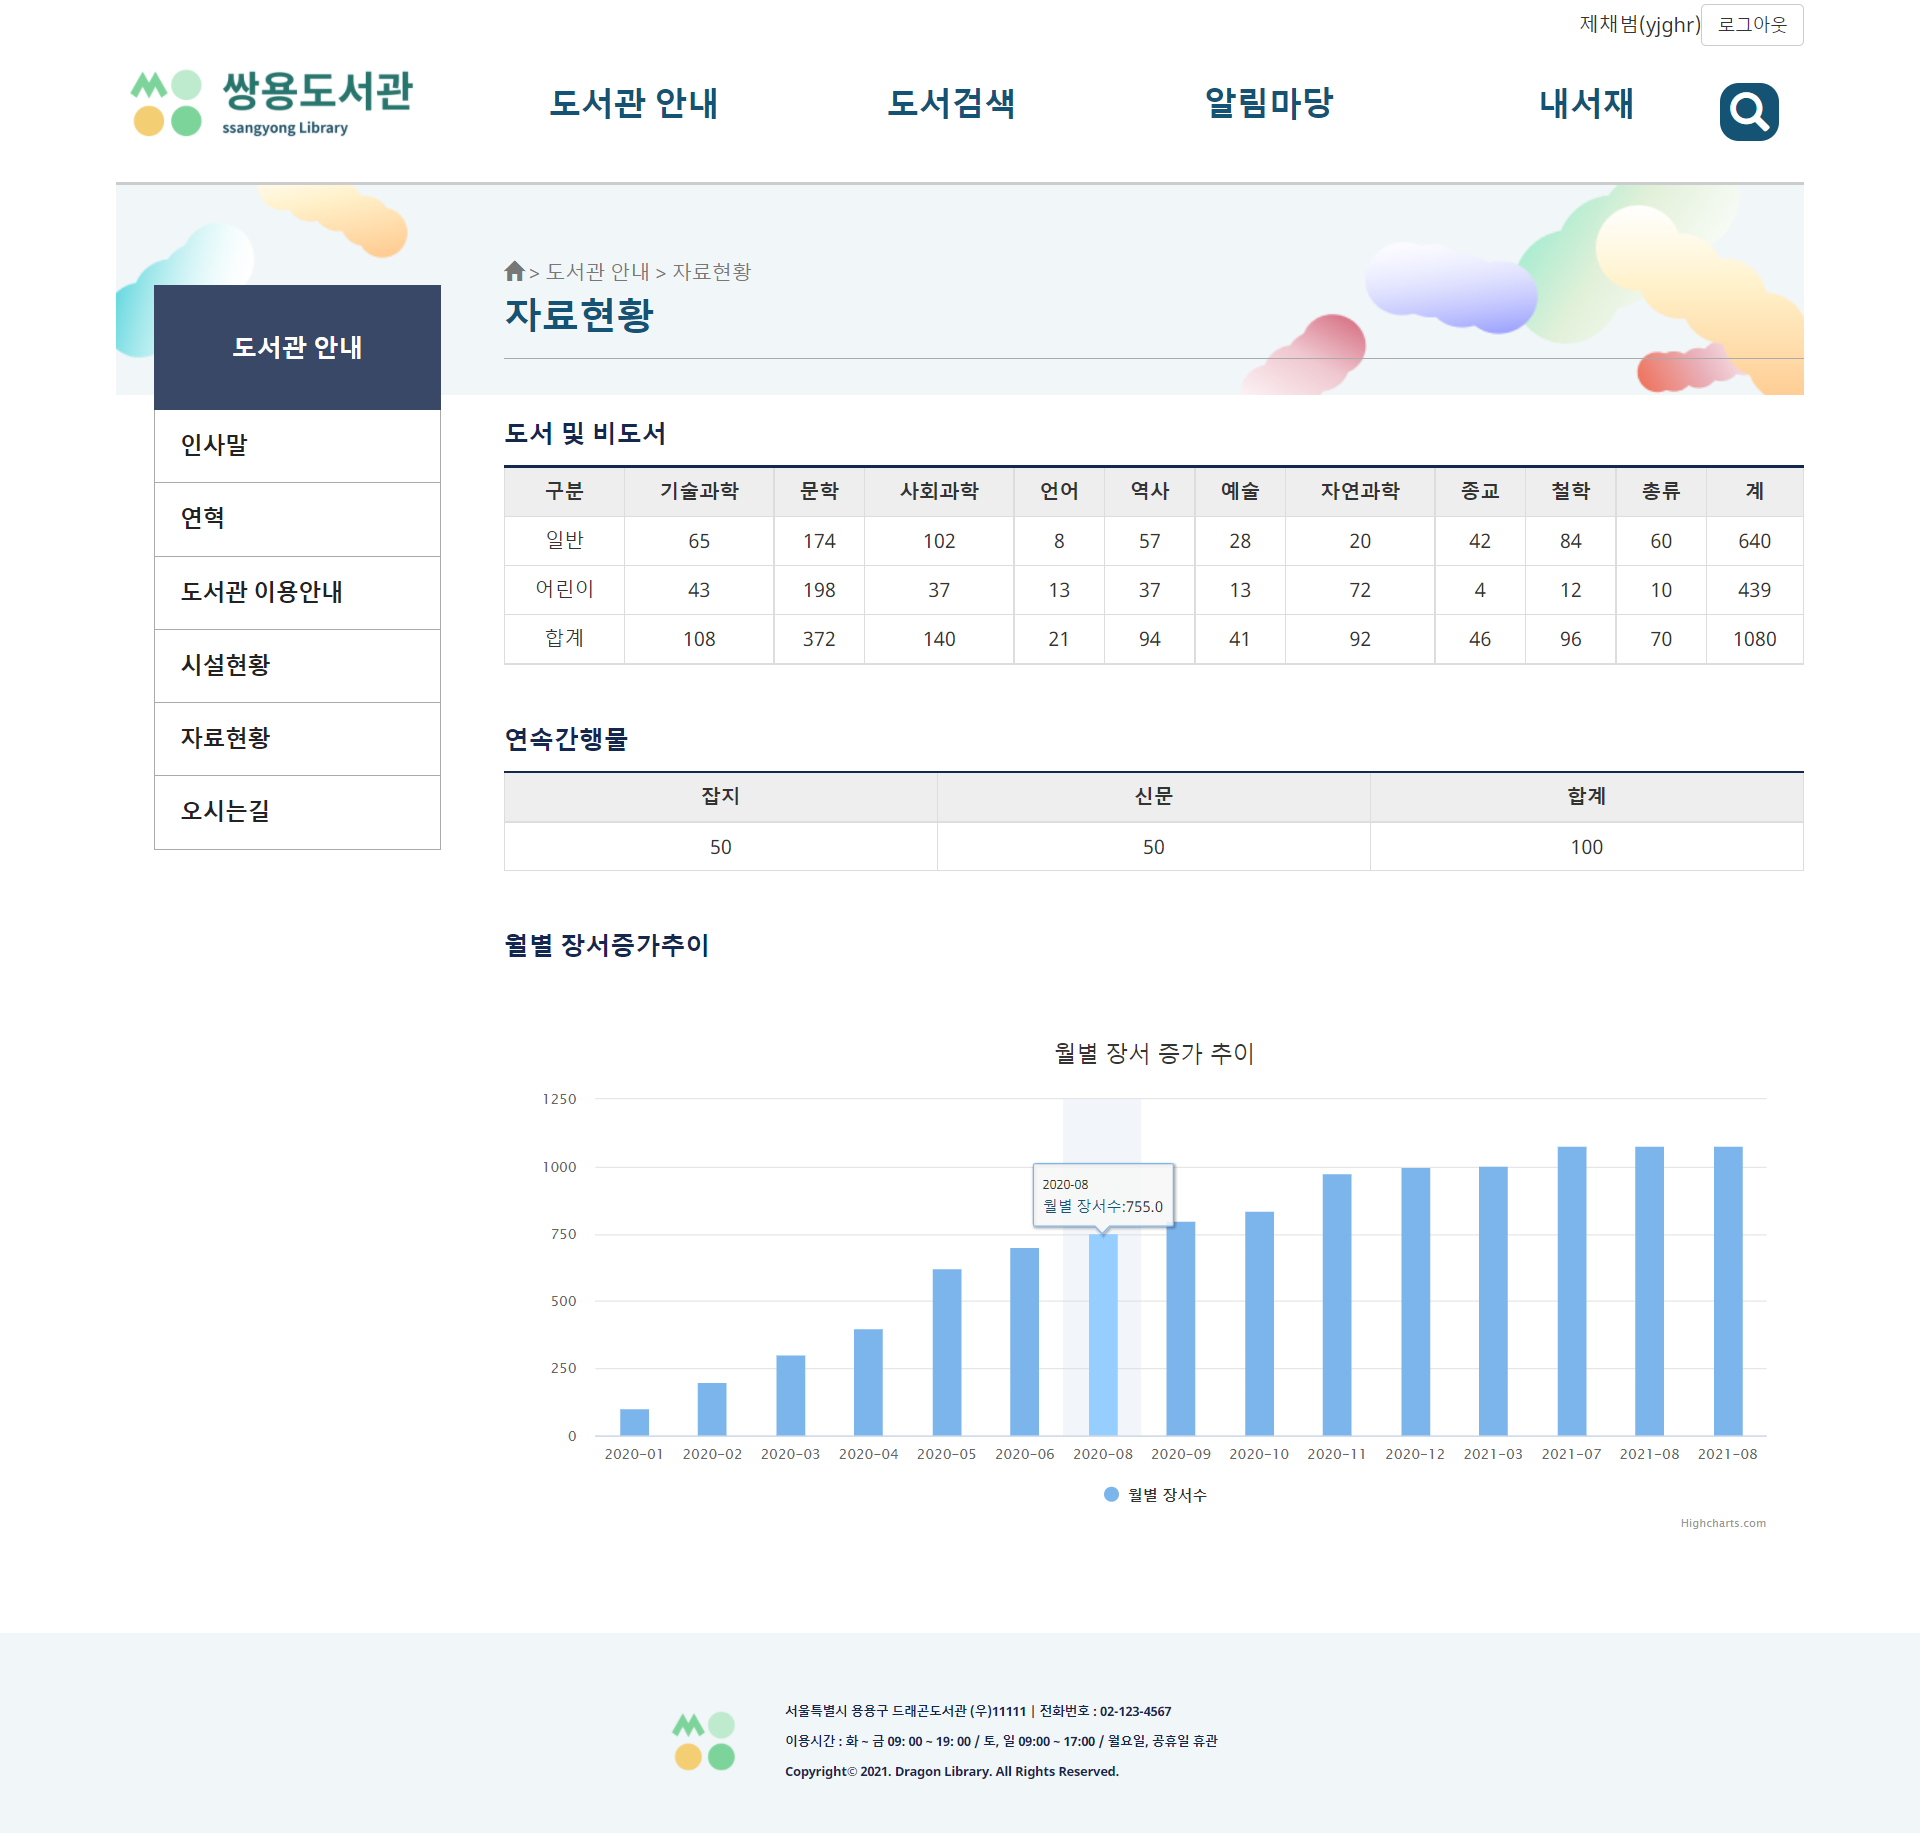 제채범(yjghr) 로그아웃
쌍용도서관
ssangyong Library
도서관 안내 도서검색 알림마당 내서재
> 도서관 안내 > 자료현황
자료현황
도서관 안내
인사말
연혁
도서관 이용안내
시설현황
자료현황
오시는길
도서 및 비도서
구분 기술과학 문학 사회과학 언어 역사 예술 자연과학 종교 철학 총류 계
일반 65 174 102 8 57 28 20 42 84 60 640
어린이 43 198 37 13 37 13 72 4 12 10 439
합계 108 372 140 21 94 41 92 46 96 70 1080
연속간행물
잡지 신문 합계
50 50 100
월별 장서증가추이
월별 장서 증가 추이
1250
1000
750
500
250
0
2020-08
월별 장서수:755.0
2020-01 2020-02 2020-03 2020-04 2020-05 2020-06 2020-08 2020-09 2020-10 2020-11 2020-12 2021-03 2021-07 2021-08 2021-08
월별 장서수
Highcharts.com
서울특별시 용용구 드래곤도서관 (우)11111 | 전화번호 : 02-123-4567
이용시간 : 화 ~ 금 09: 00 ~ 19: 00 / 토, 일 09:00 ~ 17:00 / 월요일, 공휴일 휴관
Copyright© 2021. Dragon Library. All Rights Reserved.